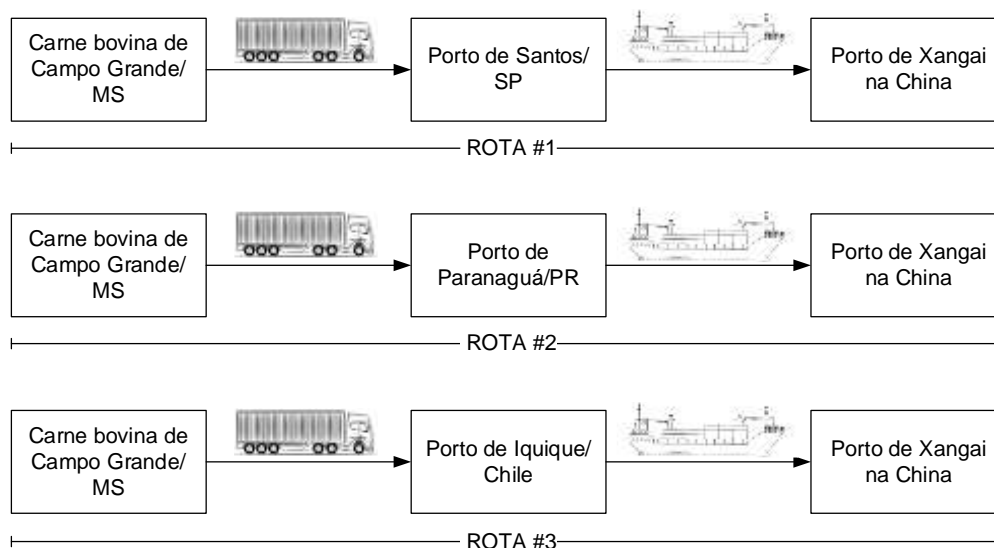 Carne bovina de
Campo Grande/
MS
Porto de Santos/
SP
Porto de Xangai
na China
ROTA #1
Carne bovina de
Campo Grande/
MS
Porto de
Paranaguá/PR
Porto de Xangai
na China
ROTA #2
Carne bovina de
Campo Grande/
MS
Porto de Iquique/
Chile
Porto de Xangai
na China
ROTA #3